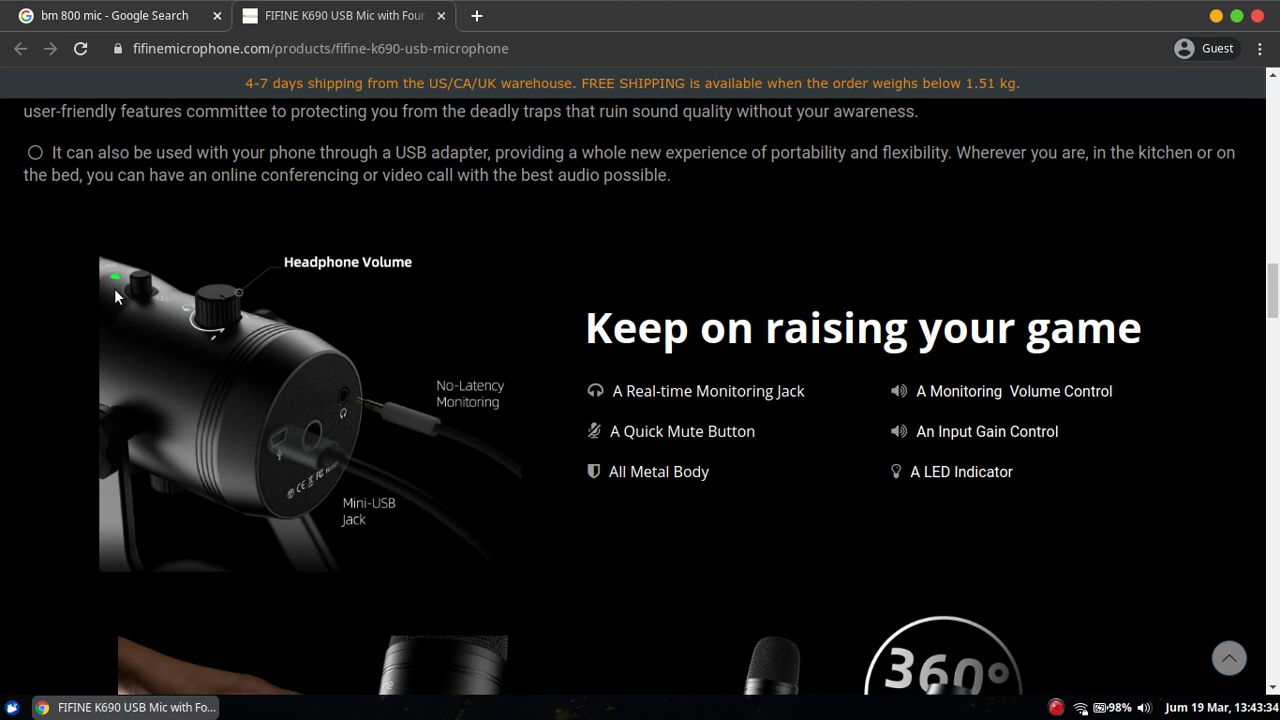 bm 800 mic - Google Search
FIFINE K690 USB Mic with Four
fifinemicrophone.com/products/fifine-k690-usb-microphone
Guest
4-7 days shipping from the US/CA/UK warehouse. FREE SHIPPING is available when the order weighs below 1.51 kg.
user-friendly features committee to protecting you from the deadly traps that ruin sound quality without your awareness.
It can also be used with your phone through a USB adapter, providing a whole new experience of portability and flexibility. Wherever you are, in the kitchen or on
the bed, you can have an online conferencing or video call with the best audio possible.
Headphone Volume
No-Latency
Monitoring
Mini-USB
Jack
CE FC RoHS
Keep on raising your game
A Real-time Monitoring Jack
A Monitoring Volume Control
A Quick Mute Button
An Input Gain Control
All Metal Body
A LED Indicator
360°
FIFINE K690 USB Mic with Fo...
98%
Jum 19 Mar, 13:43:34